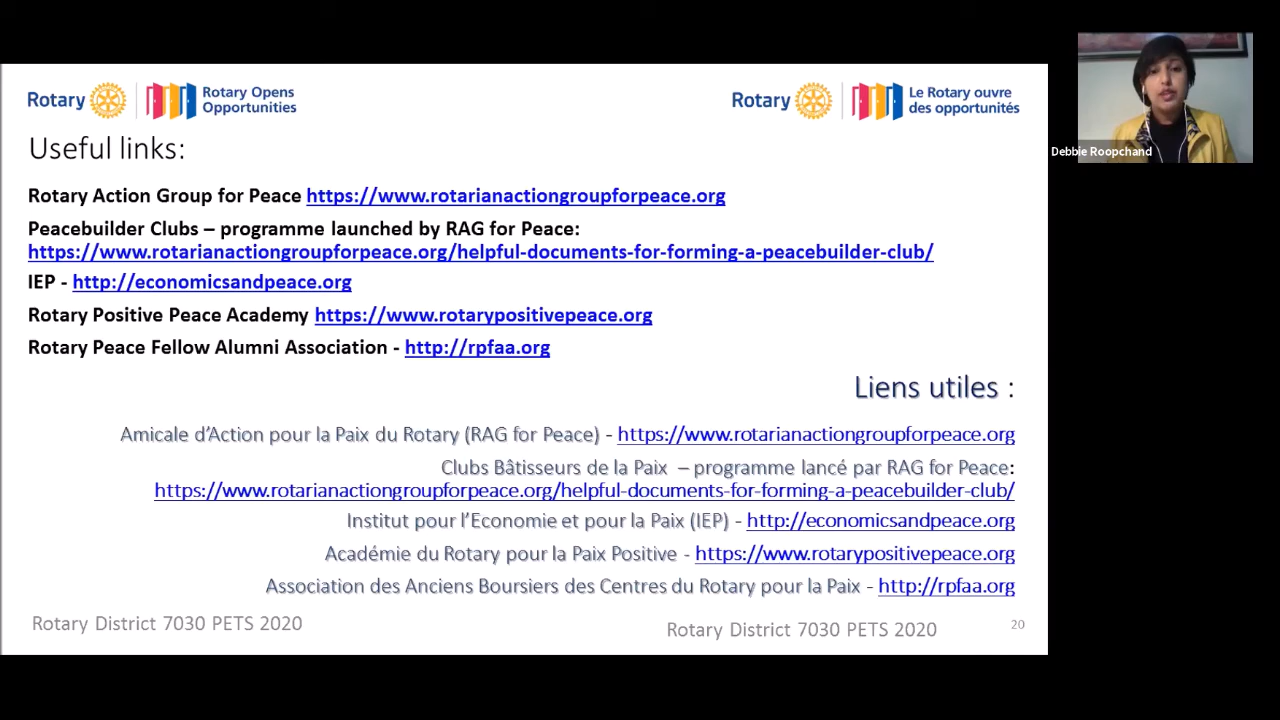 Rotary
Rotary Opens
Opportunities
Rotary
Le Rotary ouvre
des opportunités
Debbie Roopchand
Useful links:
Rotary Action Group for Peace https://www.rotarianactiongroupforpeace.org
Peacebuilder Clubs – programme launched by RAG for Peace:
https://www.rotarianactiongroupforpeace.org/helpful-documents-for-forming-a-peacebuilder-club/
IEP - http://economicsandpeace.org
Rotary Positive Peace Academy https://www.rotarypositivepeace.org
Rotary Peace Fellow Alumni Association - http://rpfaa.org
Liens utiles :
Amicale d’Action pour la Paix du Rotary (RAG for Peace) - https://www.rotarianactiongroupforpeace.org
Clubs Bâtisseurs de la Paix – programme lancé par RAG for Peace:
https://www.rotarianactiongroupforpeace.org/helpful-documents-for-forming-a-peacebuilder-club/
Institut pour l’Economie et pour la Paix (IEP) - http://economicsandpeace.org
Académie du Rotary pour la Paix Positive - https://www.rotarypositivepeace.org
Association des Anciens Boursiers des Centres du Rotary pour la Paix - http://rpfaa.org
Rotary District 7030 PETS 2020
Rotary District 7030 PETS 2020
20